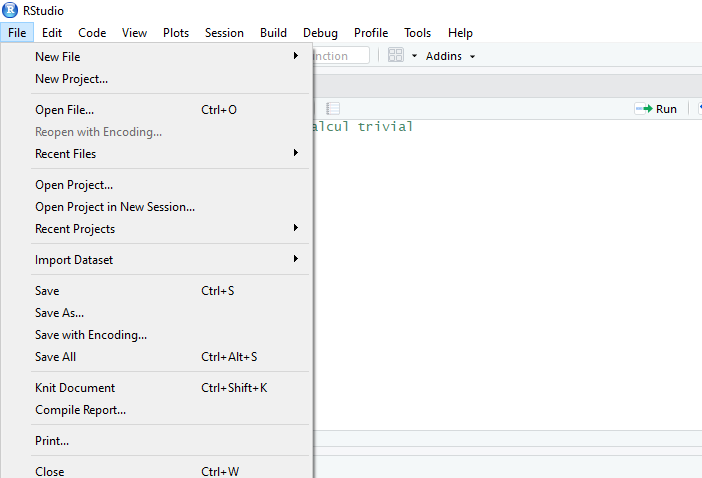 RStudio
File Edit Code View Plots Session Build Debug Profile Tools Help
New File
New Project...
Open File... Ctrl+O
Reopen with Encoding...
Recent Files
Open Project...
Open Project in New Session...
Recent Projects
Import Dataset
Save Ctrl+S
Save As...
Save with Encoding...
Save All Ctrl+Alt+S
Knit Document Ctrl+Shift+K
Compile Report...
Print...
Close Ctrl+W
nction Addins
Run
alcul trivial